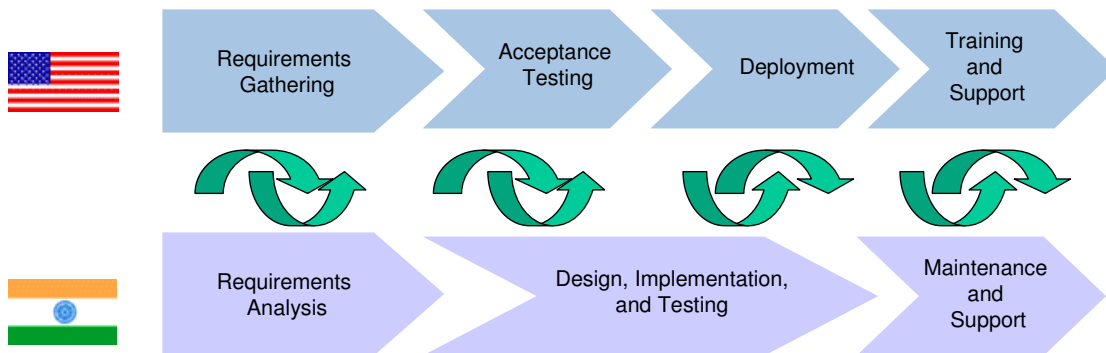 Requirements
Gathering
Acceptance
Testing
Deployment
Training
and
Support
Requirements
Analysis
Design, Implementation,
and Testing
Maintenance
and
Support